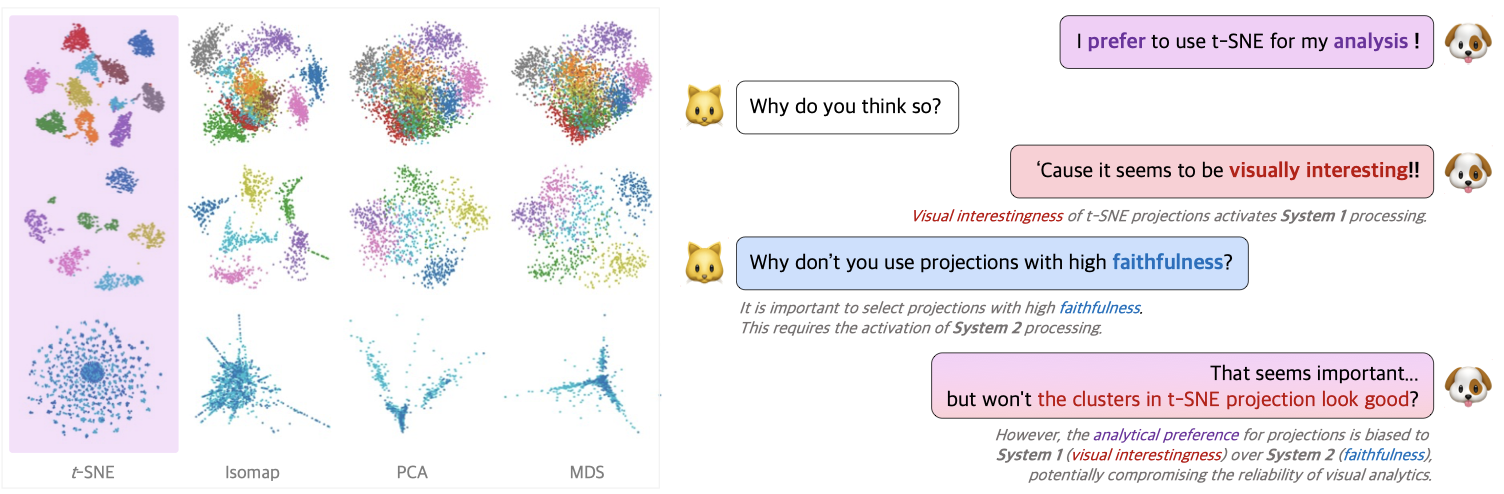 t-SNE
Isomap
PCA
MDS
I prefer to use t-SNE for my analysis !
Why do you think so?
‘Cause it seems to be visually interesting!!
Visual interestingness of t-SNE projections activates System 1 processing.
Why don’t you use projections with high faithfulness?
It is important to select projections with high faithfulness.
This requires the activation of System 2 processing.
That seems important...
but won't the clusters in t-SNE projection look good?
However, the analytical preference for projections is biased to
System 1 (visual interestingness) over System 2 (faithfulness),
potentially compromising the reliability of visual analytics.